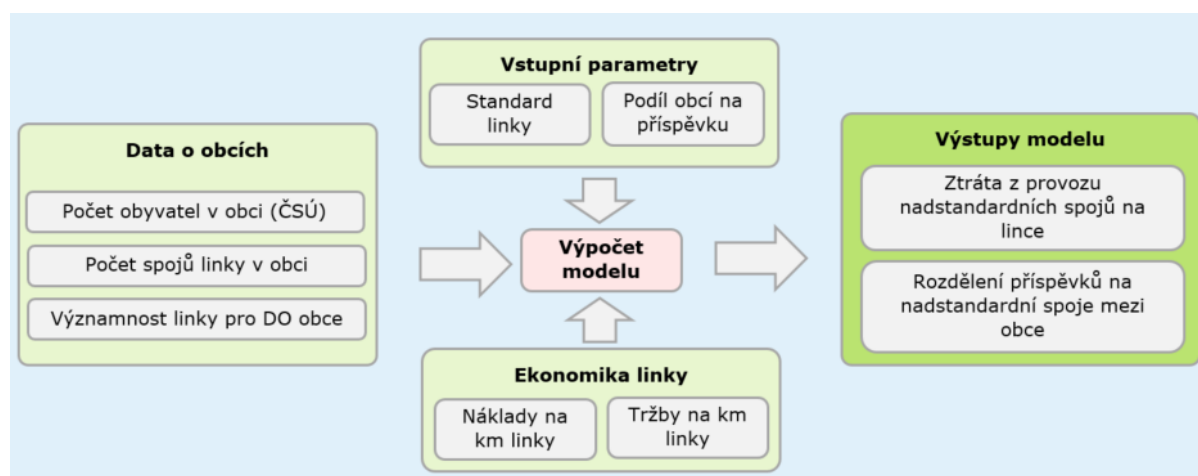 Data o obcích
Počet obyvatel v obci (ČSÚ)
Počet spojů linky v obci
Významnost linky pro DO obce
Vstupní parametry
Standard
linky
Podíl obcí na
příspěvku
Výpočet
modelu
Ekonomika linky
Náklady na
km linky
Tržby na km
linky
Výstupy modelu
Ztráta z provozu
nadstandardních spojů na
lince
Rozdělení příspěvků na
nadstandardní spoje mezi
obce